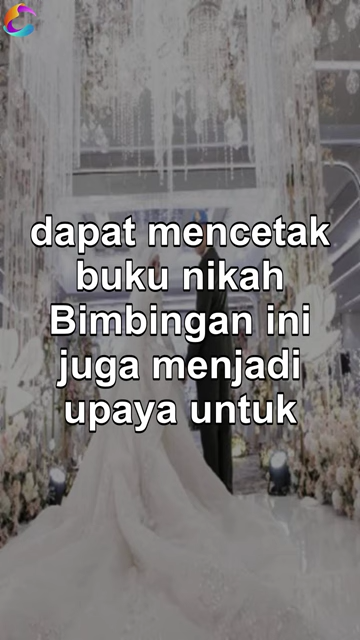 dapat mencetak
buku nikah
Bimbingan ini
juga menjadi
upaya untuk